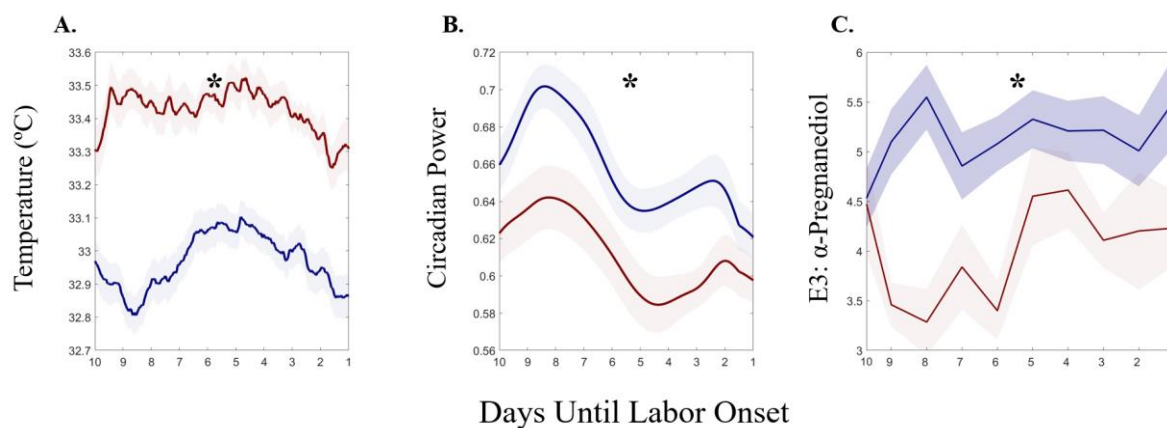 A.
B.
C.
Temperature (ºC)
33.6
33.5
33.4
33.3
33.2
33.1
33
32.9
32.8
32.7
*
10 9 8 7 6 5 4 3 2 1
Circadian Power
0.72
0.7
0.68
0.66
0.64
0.62
0.6
0.58
0.56
*
10 9 8 7 6 5 4 3 2 1
E3: α-Pregnanediol
6
5.5
5
4.5
4
3.5
3
*
10 9 8 7 6 5 4 3 2
Days Until Labor Onset